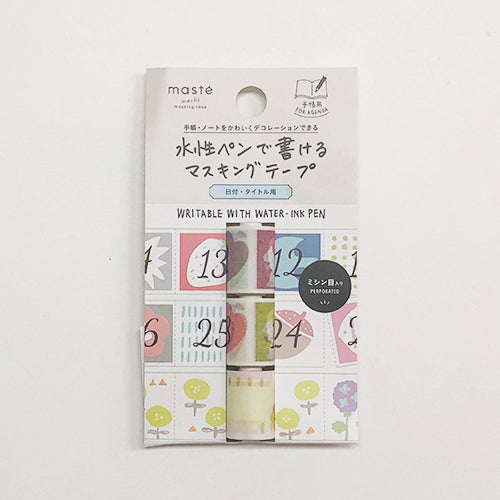 masté
washi
masking tape
手帳用
FOR AGENDA
手帳・ノートをかわいくデコレーションできる
水性ペンで書ける
マスキングテープ
日付・タイトル用
WRITABLE WITH WATER-INK PEN
13 12
ミシン目入り
PERFORATED
6 25 24